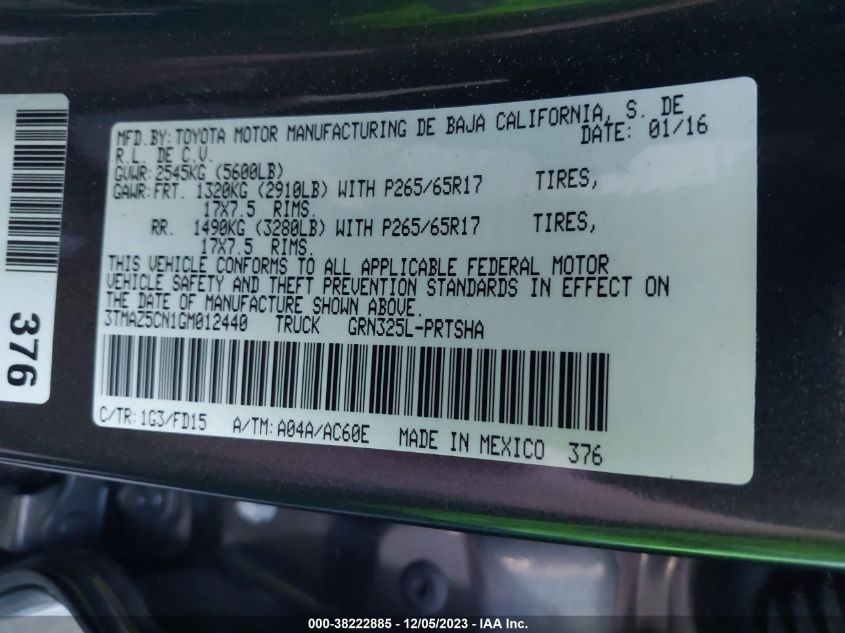 MFD.BY:TOYOTA MOTOR MANUFACTURING DE BAJA CALIFORNIA, S. DE
R.L. DE C.V. DATE: 01/16
GVWR:2545KG (5600LB)
GAWR:FRT. 1320KG (2910LB) WITH P265/65R17 TIRES,
17X7.5 RIMS.
RR. 1490KG (3280LB) WITH P265/65R17 TIRES,
17X7.5 RIMS.
THIS VEHICLE CONFORMS TO ALL APPLICABLE FEDERAL MOTOR
VEHICLE SAFETY AND THEFT PREVENTION STANDARDS IN EFFECT ON
THE DATE OF MANUFACTURE SHOWN ABOVE.
3TMAZ5CN1GM012440 TRUCK GRN325L-PRTSHA
C/TR:1G3/FD15 A/TM:A04A/AC60E MADE IN MEXICO 376
376
000-38222885 - 12/05/2023 - IAA Inc.